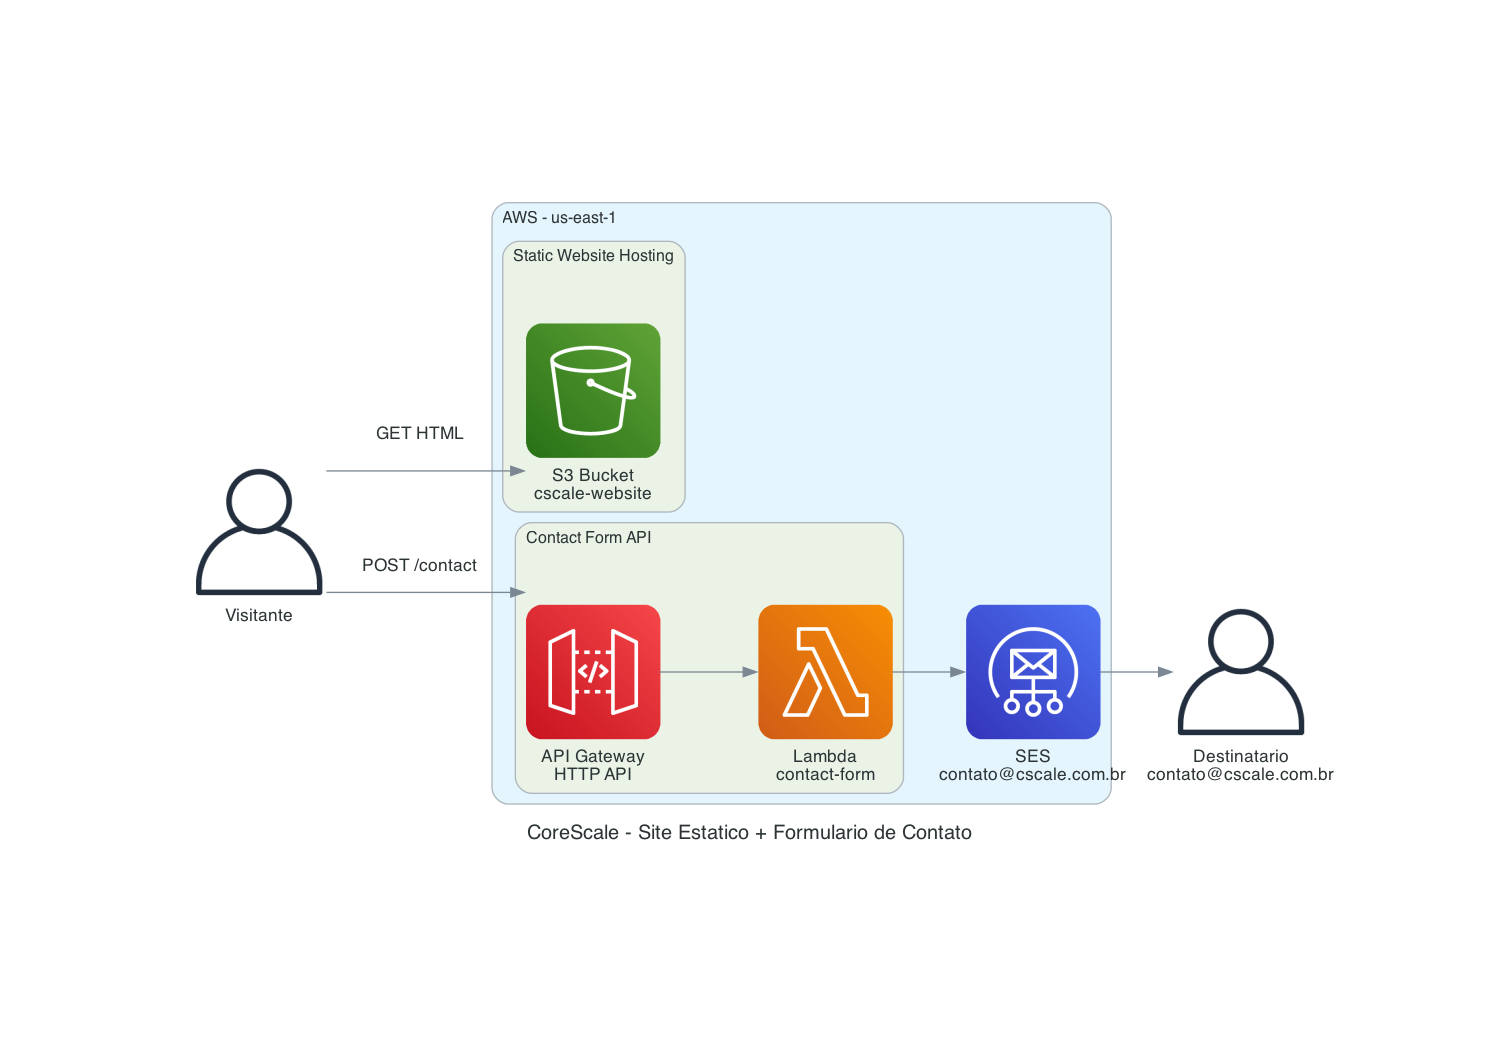 AWS - us-east-1
Static Website Hosting
GET HTML
S3 Bucket
cscale-website
Contact Form API
POST /contact
Visitante
API Gateway
HTTP API
Lambda
contact-form
SES
contato@cscale.com.br
Destinatario
contato@cscale.com.br
CoreScale - Site Estatico + Formulario de Contato